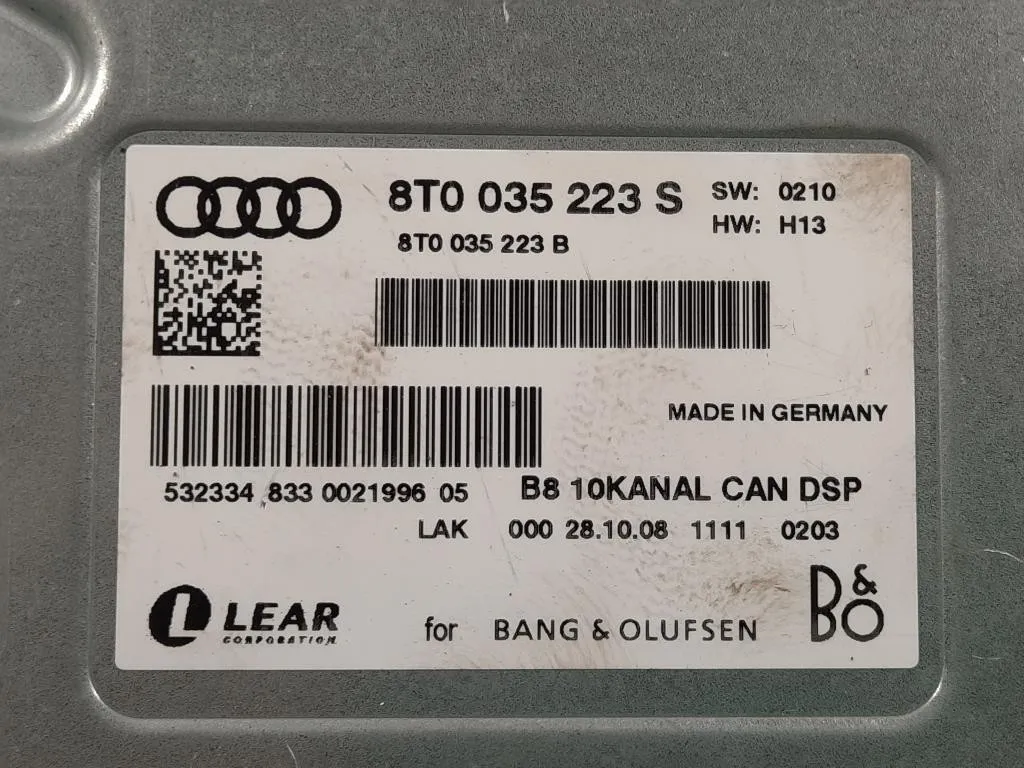 8T0 035 223 S SW: 0210
HW: H13
8T0 035 223 B
MADE IN GERMANY
532334 833 0021996 05 B8 10KANAL CAN DSP
LAK 000 28.10.08 1111 0203
L LEAR
CORPORATION
for BANG & OLUFSEN B&O